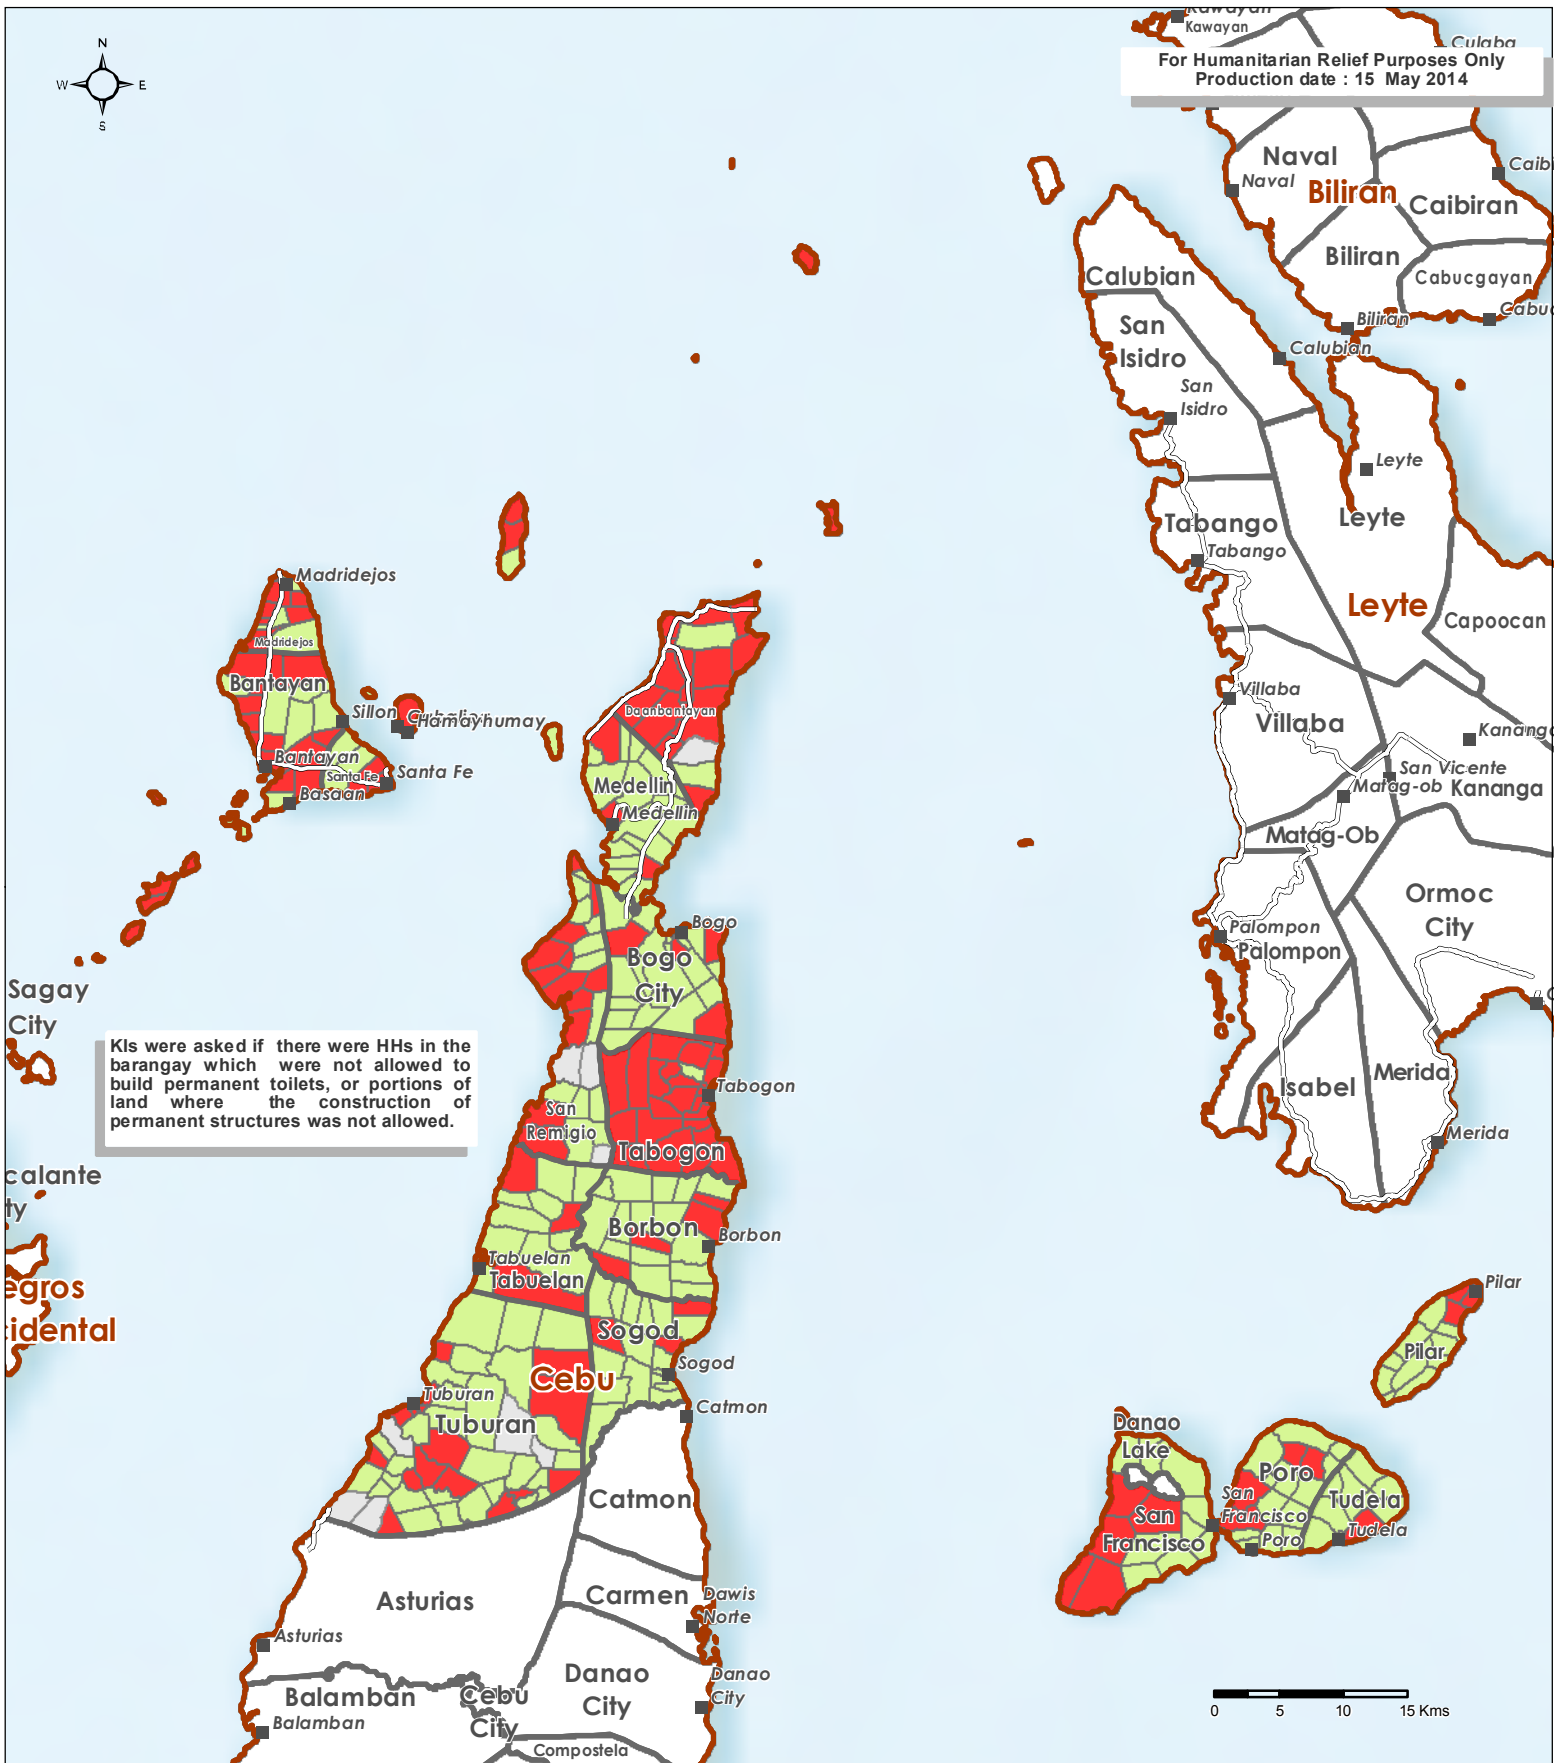 Kawayan
Kawayan
Culaba
For Humanitarian Relief Purposes Only
Production date : 15 May 2014
N
W
E
S
Naval
Naval
Biliran
Caibiran
Biliran
Cabucgayan
Biliran
Calubian
San
Isidro
Calubian
San
Isidro
Leyte
Leyte
Tabango
Tabango
Leyte
Capoocan
Madridejos
Madridejos
Bantayan
Sillon
Hamayhumay
Daanbantayan
Villaba
Villaba
Kananga
San Vicente
Matag-ob
Kananga
Bantayan
Santa Fe
Santa Fe
Basaan
Medellin
Medellin
Matag-Ob
Ormoc
City
Bogo
Bogo
City
Palompon
Palompon
Sagay
City
KIs were asked if there were HHs in the
barangay which were not allowed to
build permanent toilets, or portions of
land where the construction of
permanent structures was not allowed.
Tabogon
San
Remigio
Tabogon
Isabel
Merida
Merida
calante
ty
Borbon
Borbon
Tabuelan
Tabuelan
egros
cidental
Pilar
Pilar
Sogod
Sogod
Cebu
Tuburan
Tuburan
Catmon
Catmon
Danao
Lake
San
Francisco
San
Francisco
Poro
Poro
Tudela
Tudela
Asturias
Asturias
Carmen
Dawis
Norte
Danao
City
Danao
City
Balamban
Balamban
Cebu
City
Compostela
0 5 10 15 Kms